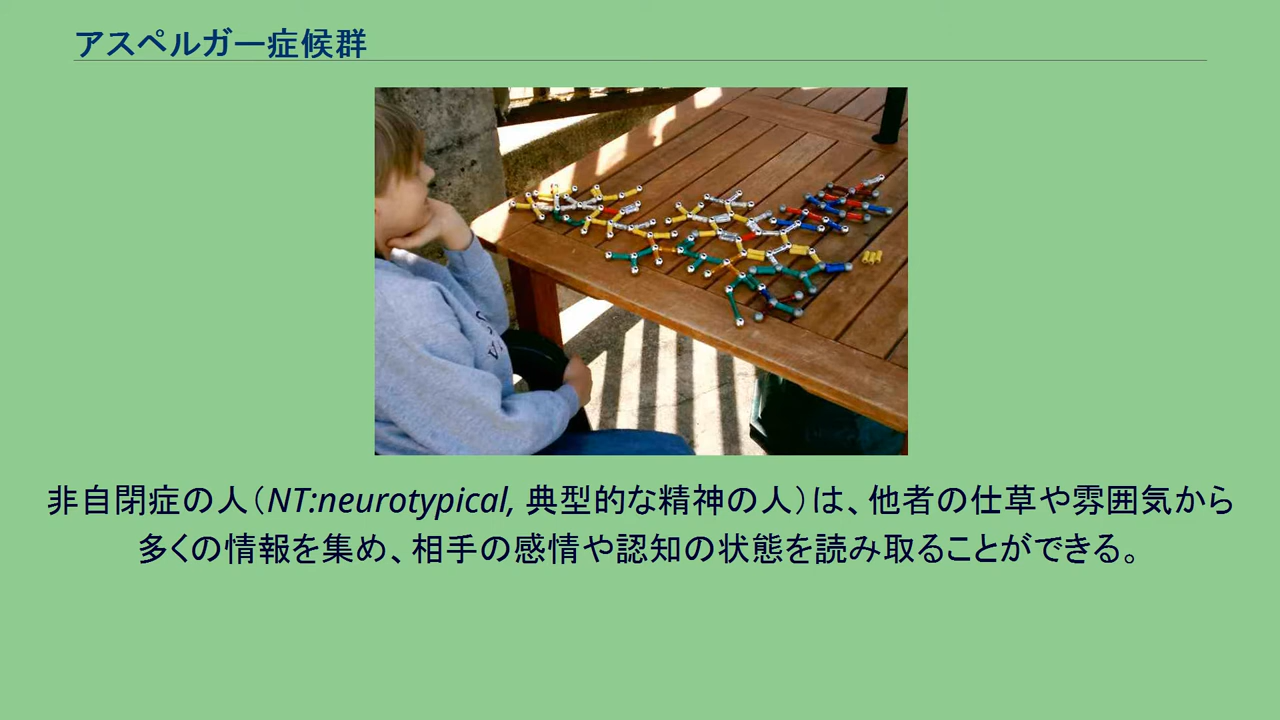 アスペルガー症候群
非自閉症の人(NT:neurotypical, 典型的な精神の人)は、他者の仕草や雰囲気から
多くの情報を集め、相手の感情や認知の状態を読み取ることができる。